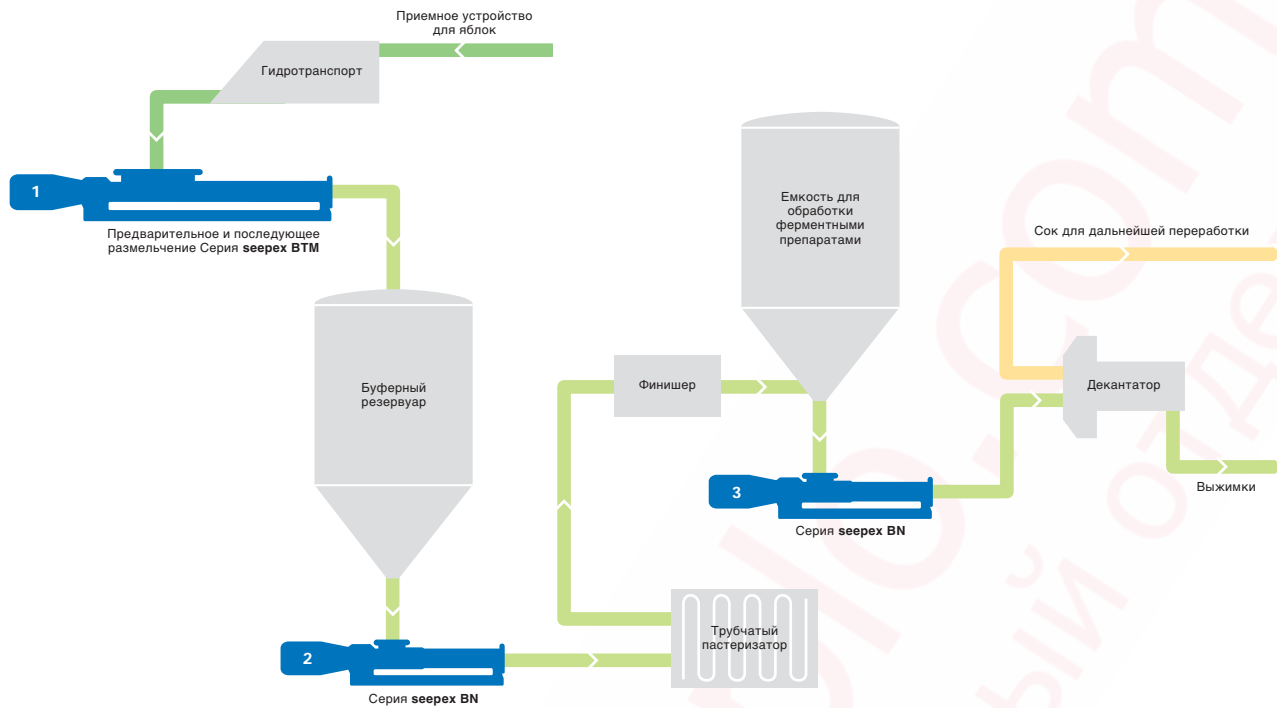 Приемное устройство
для яблок
Гидротранспорт
1
Предварительное и последующее
размельчение Серия seepex BTM
Емкость для
обработки
ферментными
препаратами
Сок для дальнейшей переработки
Буферный
резервуар
Финишер
Декантатор
3
Выжимки
Серия seepex BN
Трубчатый
пастеризатор
2
Серия seepex BN